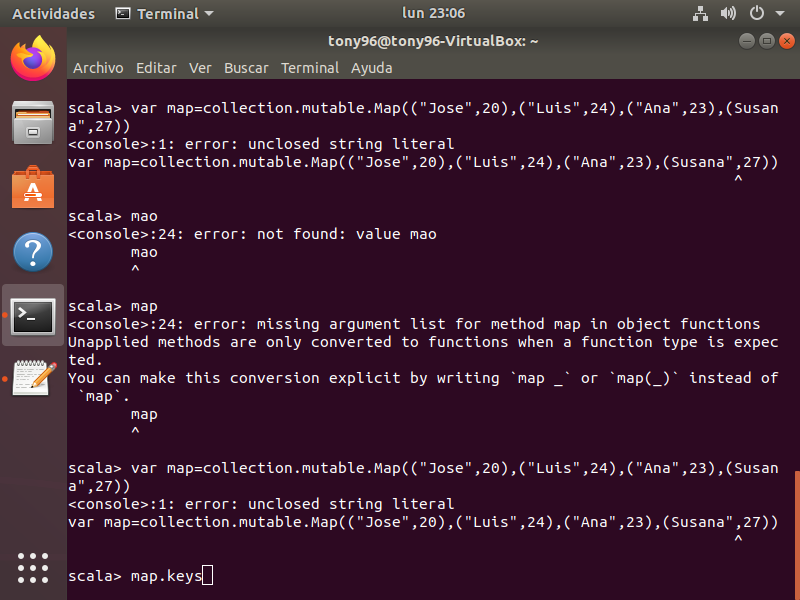 Actividades Terminal lun 23:06
tony96@tony96-VirtualBox: ~
Archivo Editar Ver Buscar Terminal Ayuda
scala> var map=collection.mutable.Map(("Jose",20),("Luis",24),("Ana",23),(Susan
a",27))
<console>:1: error: unclosed string literal
var map=collection.mutable.Map(("Jose",20),("Luis",24),("Ana",23),(Susana",27))
^
scala> mao
<console>:24: error: not found: value mao
mao
^
scala> map
<console>:24: error: missing argument list for method map in object functions
Unapplied methods are only converted to functions when a function type is expec
ted.
You can make this conversion explicit by writing `map _` or `map(_)` instead of
`map`.
map
^
scala> var map=collection.mutable.Map(("Jose",20),("Luis",24),("Ana",23),(Susan
a",27))
<console>:1: error: unclosed string literal
var map=collection.mutable.Map(("Jose",20),("Luis",24),("Ana",23),(Susana",27))
^
scala> map.keys